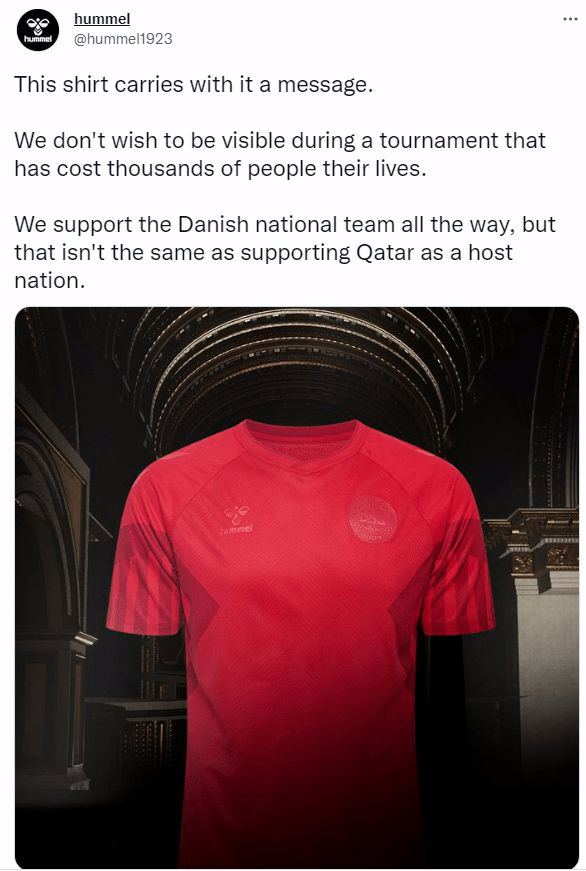 hummel
hummel
@hummel1923
This shirt carries with it a message.
We don't wish to be visible during a tournament that
has cost thousands of people their lives.
We support the Danish national team all the way, but
that isn't the same as supporting Qatar as a host
nation.
hummel
DBU